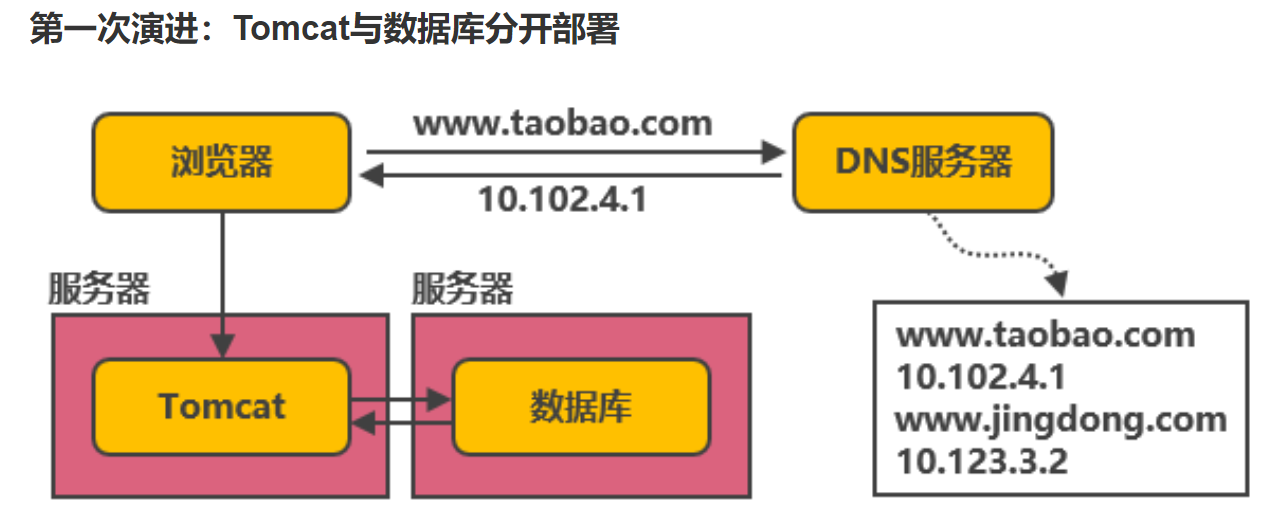 第一次演进：Tomcat与数据库分开部署
浏览器
www.taobao.com
10.102.4.1
DNS服务器
服务器
服务器
Tomcat
数据库
www.taobao.com
10.102.4.1
www.jingdong.com
10.123.3.2